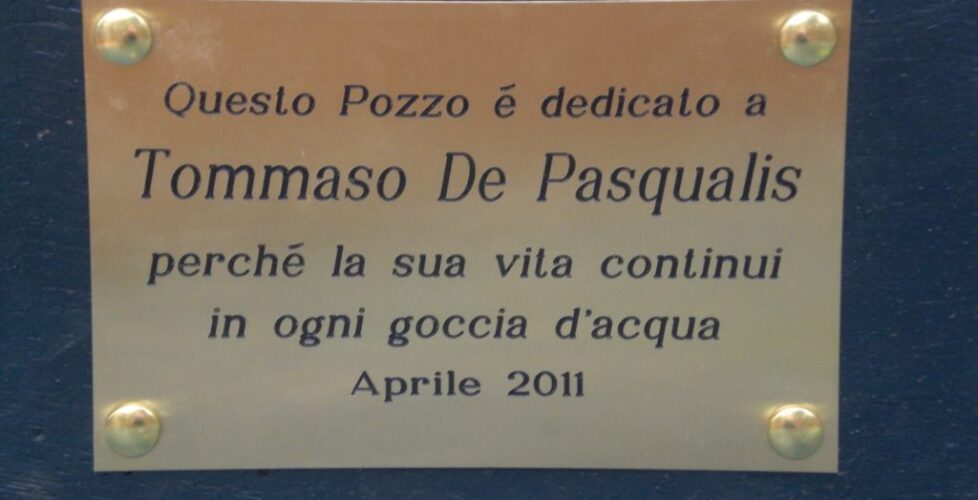 Questo Pozzo é dedicato a
Tommaso De Pasqualis
perché la sua vita continui
in ogni goccia d'acqua
Aprile 2011